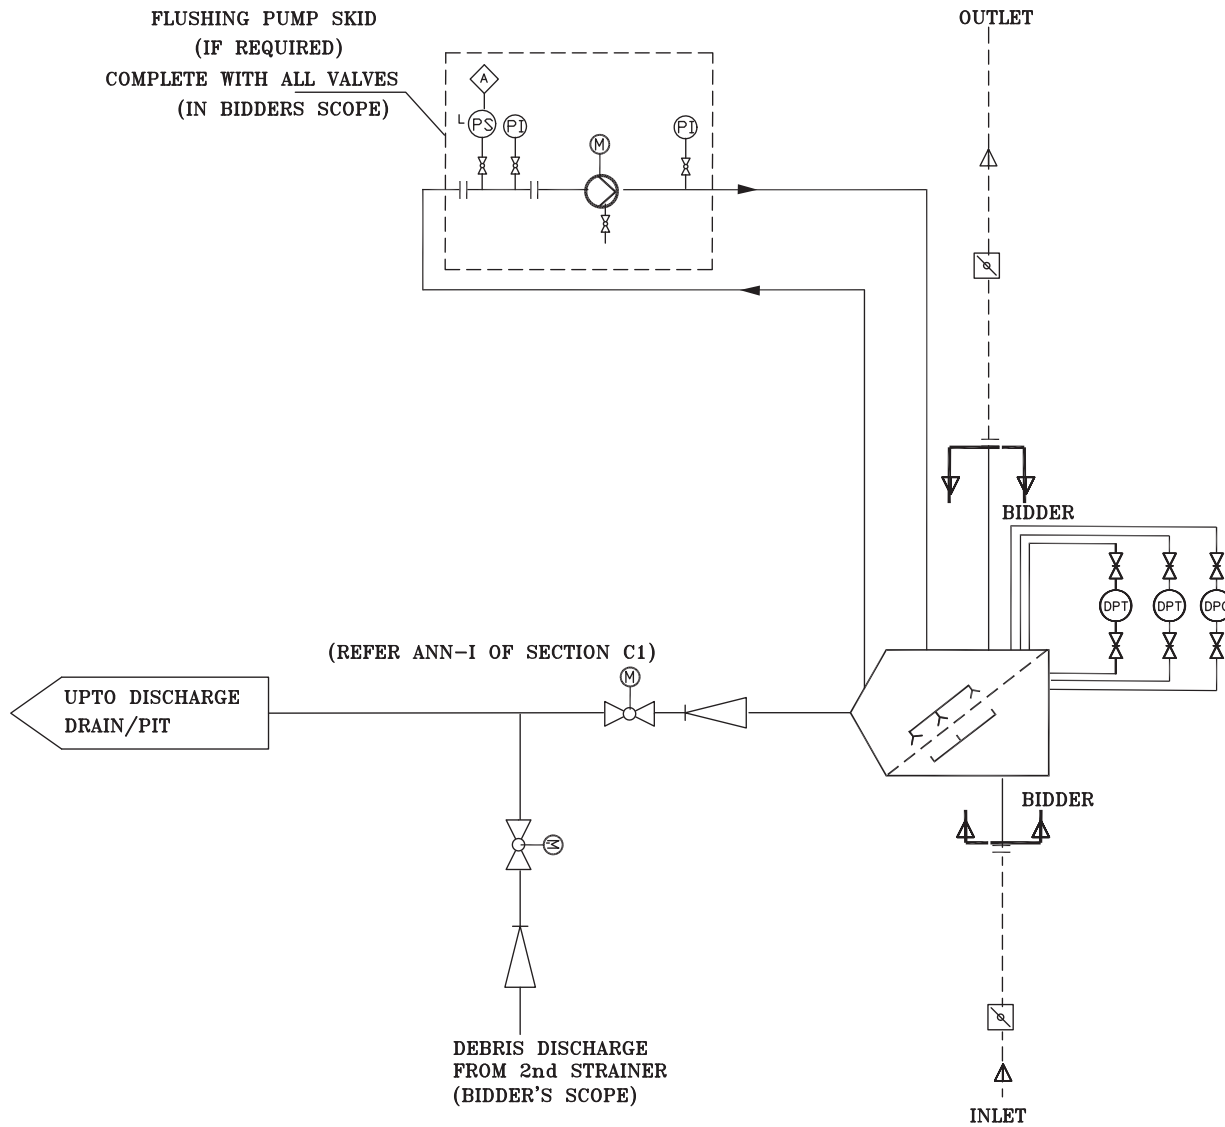 FLUSHING PUMP SKID
(IF REQUIRED)
COMPLETE WITH ALL VALVES
(IN BIDDERS SCOPE)
OUTLET
A
L PS
PI
M
PI
BIDDER
DPT
DPT
(REFER ANN-I OF SECTION C1)
M
UPTO DISCHARGE
DRAIN/PIT
BIDDER
M
DEBRIS DISCHARGE
FROM 2nd STRAINER
(BIDDER'S SCOPE)
INLET